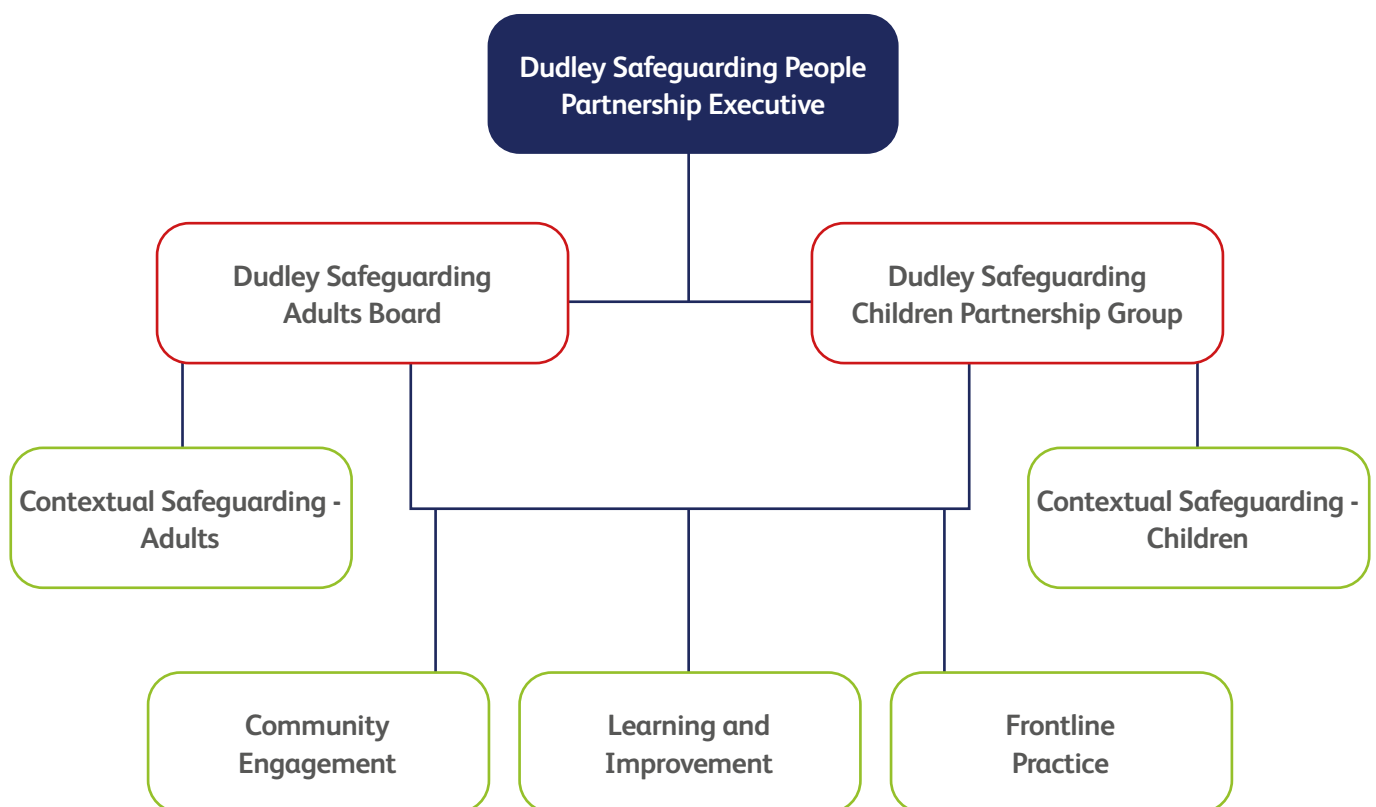 Dudley Safeguarding People
Partnership Executive
Dudley Safeguarding
Adults Board
Dudley Safeguarding
Children Partnership Group
Contextual Safeguarding -
Adults
Contextual Safeguarding -
Children
Community
Engagement
Learning and
Improvement
Frontline
Practice